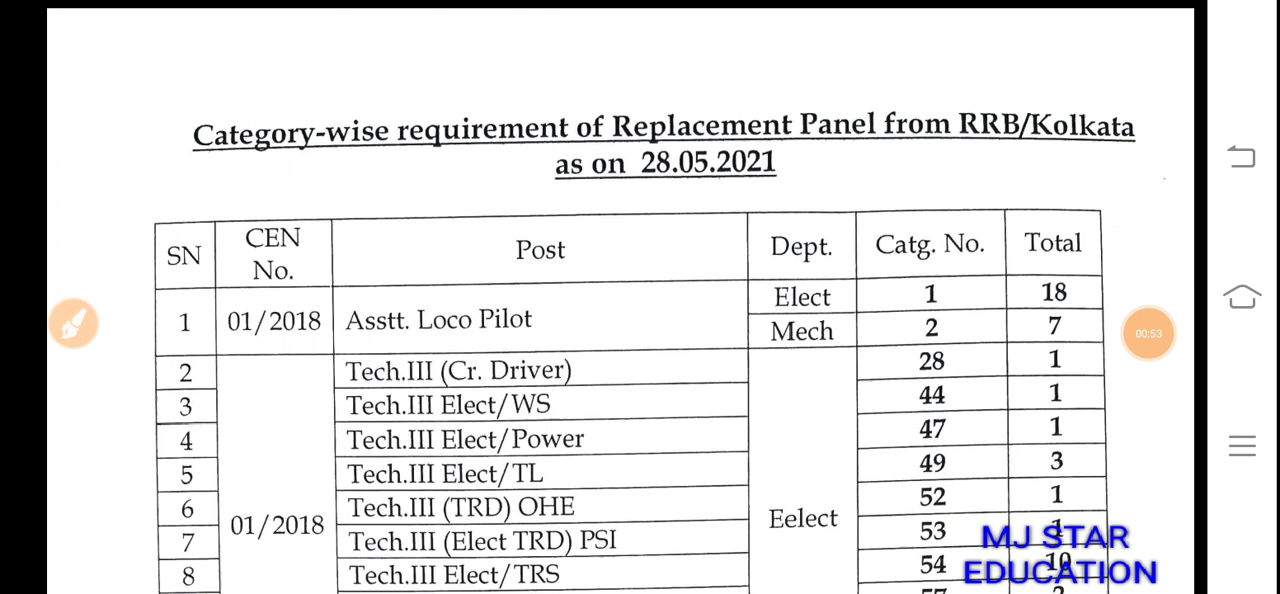 Category-wise requirement of Replacement Panel from RRB/Kolkata
as on 28.05.2021
SN CEN No. Post Dept. Catg. No. Total
1 01/2018 Asstt. Loco Pilot Elect 1 18
Mech 2 7
2 Tech.III (Cr. Driver) 28 1
3 Tech.III Elect/WS 44 1
4 Tech.III Elect/Power 47 1
5 Tech.III Elect/TL 49 3
6 Tech.III (TRD) OHE 52 1
01/2018 Eelect
7 Tech.III (Elect TRD) PSI 53 1
8 Tech.III Elect/TRS 54 10
MJ STAR
EDUCATION
00:53